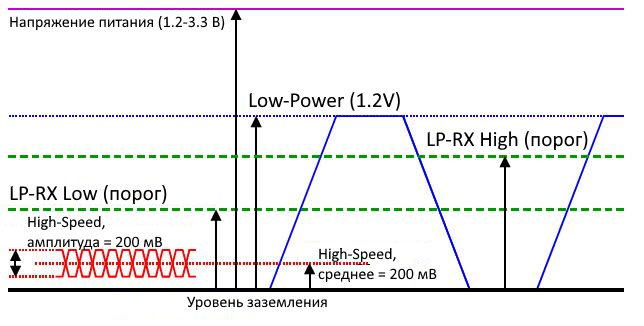 Напряжение питания (1.2-3.3 В)
Low-Power (1.2V)
LP-RX High (порог)
LP-RX Low (порог)
High-Speed,
амплитуда = 200 мВ
High-Speed,
среднее = 200 мВ
Уровень заземления